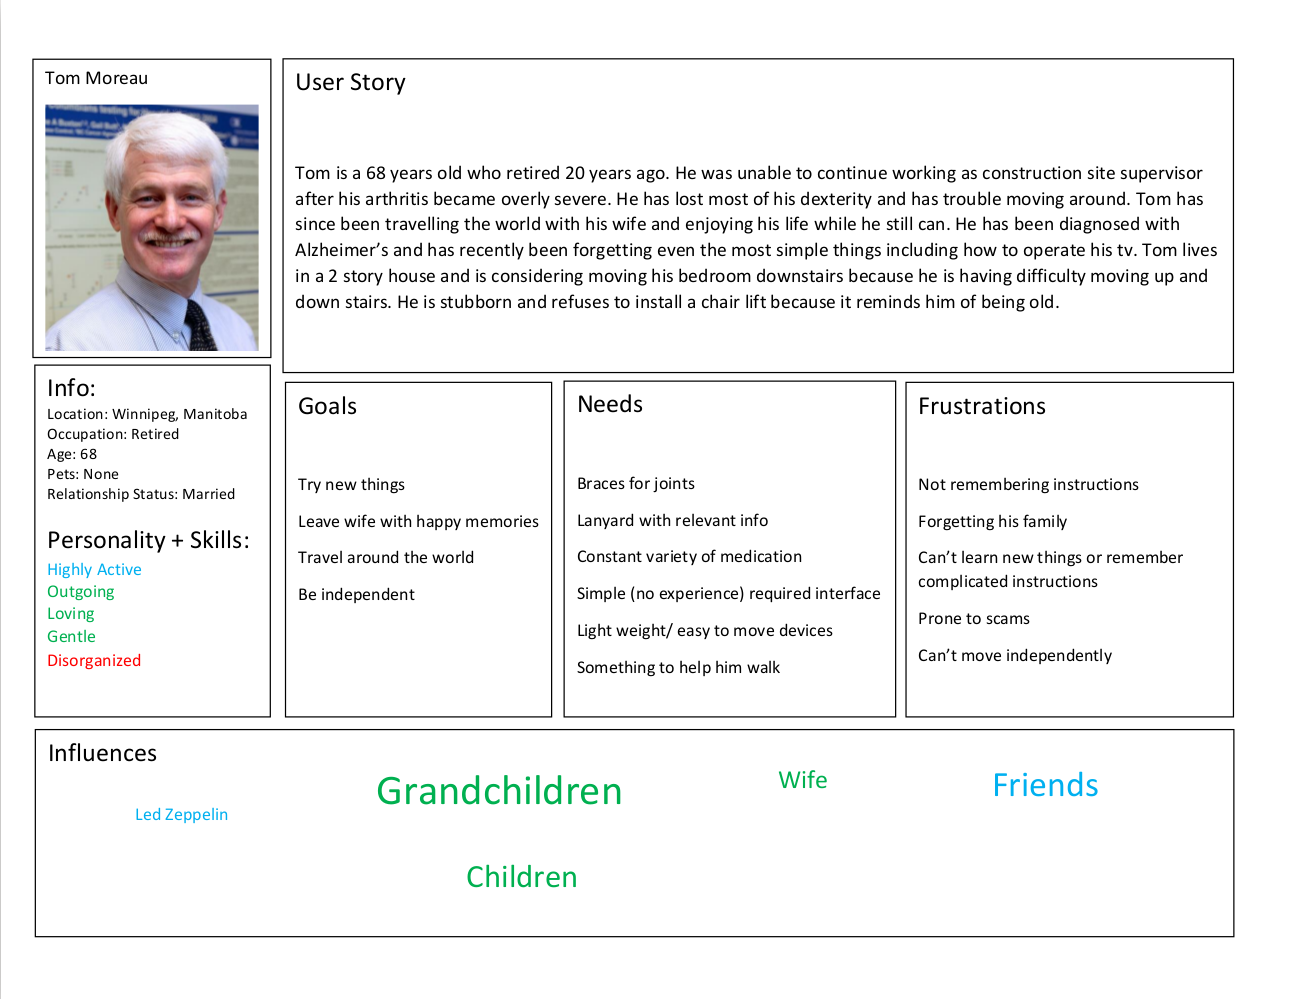 Tom Moreau
User Story
Tom is a 68 years old who retired 20 years ago. He was unable to continue working as construction site supervisor
after his arthritis became overly severe. He has lost most of his dexterity and has trouble moving around. Tom has
since been travelling the world with his wife and enjoying his life while he still can. He has been diagnosed with
Alzheimer’s and has recently been forgetting even the most simple things including how to operate his tv. Tom lives
in a 2 story house and is considering moving his bedroom downstairs because he is having difficulty moving up and
down stairs. He is stubborn and refuses to install a chair lift because it reminds him of being old.
Info:
Location: Winnipeg, Manitoba
Occupation: Retired
Age: 68
Pets: None
Relationship Status: Married
Personality + Skills:
Highly Active
Outgoing
Loving
Gentle
Disorganized
Goals
Try new things
Leave wife with happy memories
Travel around the world
Be independent
Needs
Braces for joints
Lanyard with relevant info
Constant variety of medication
Simple (no experience) required interface
Light weight/ easy to move devices
Something to help him walk
Frustrations
Not remembering instructions
Forgetting his family
Can’t learn new things or remember
complicated instructions
Prone to scams
Can’t move independently
Influences
Led Zeppelin
Grandchildren
Wife
Friends
Children